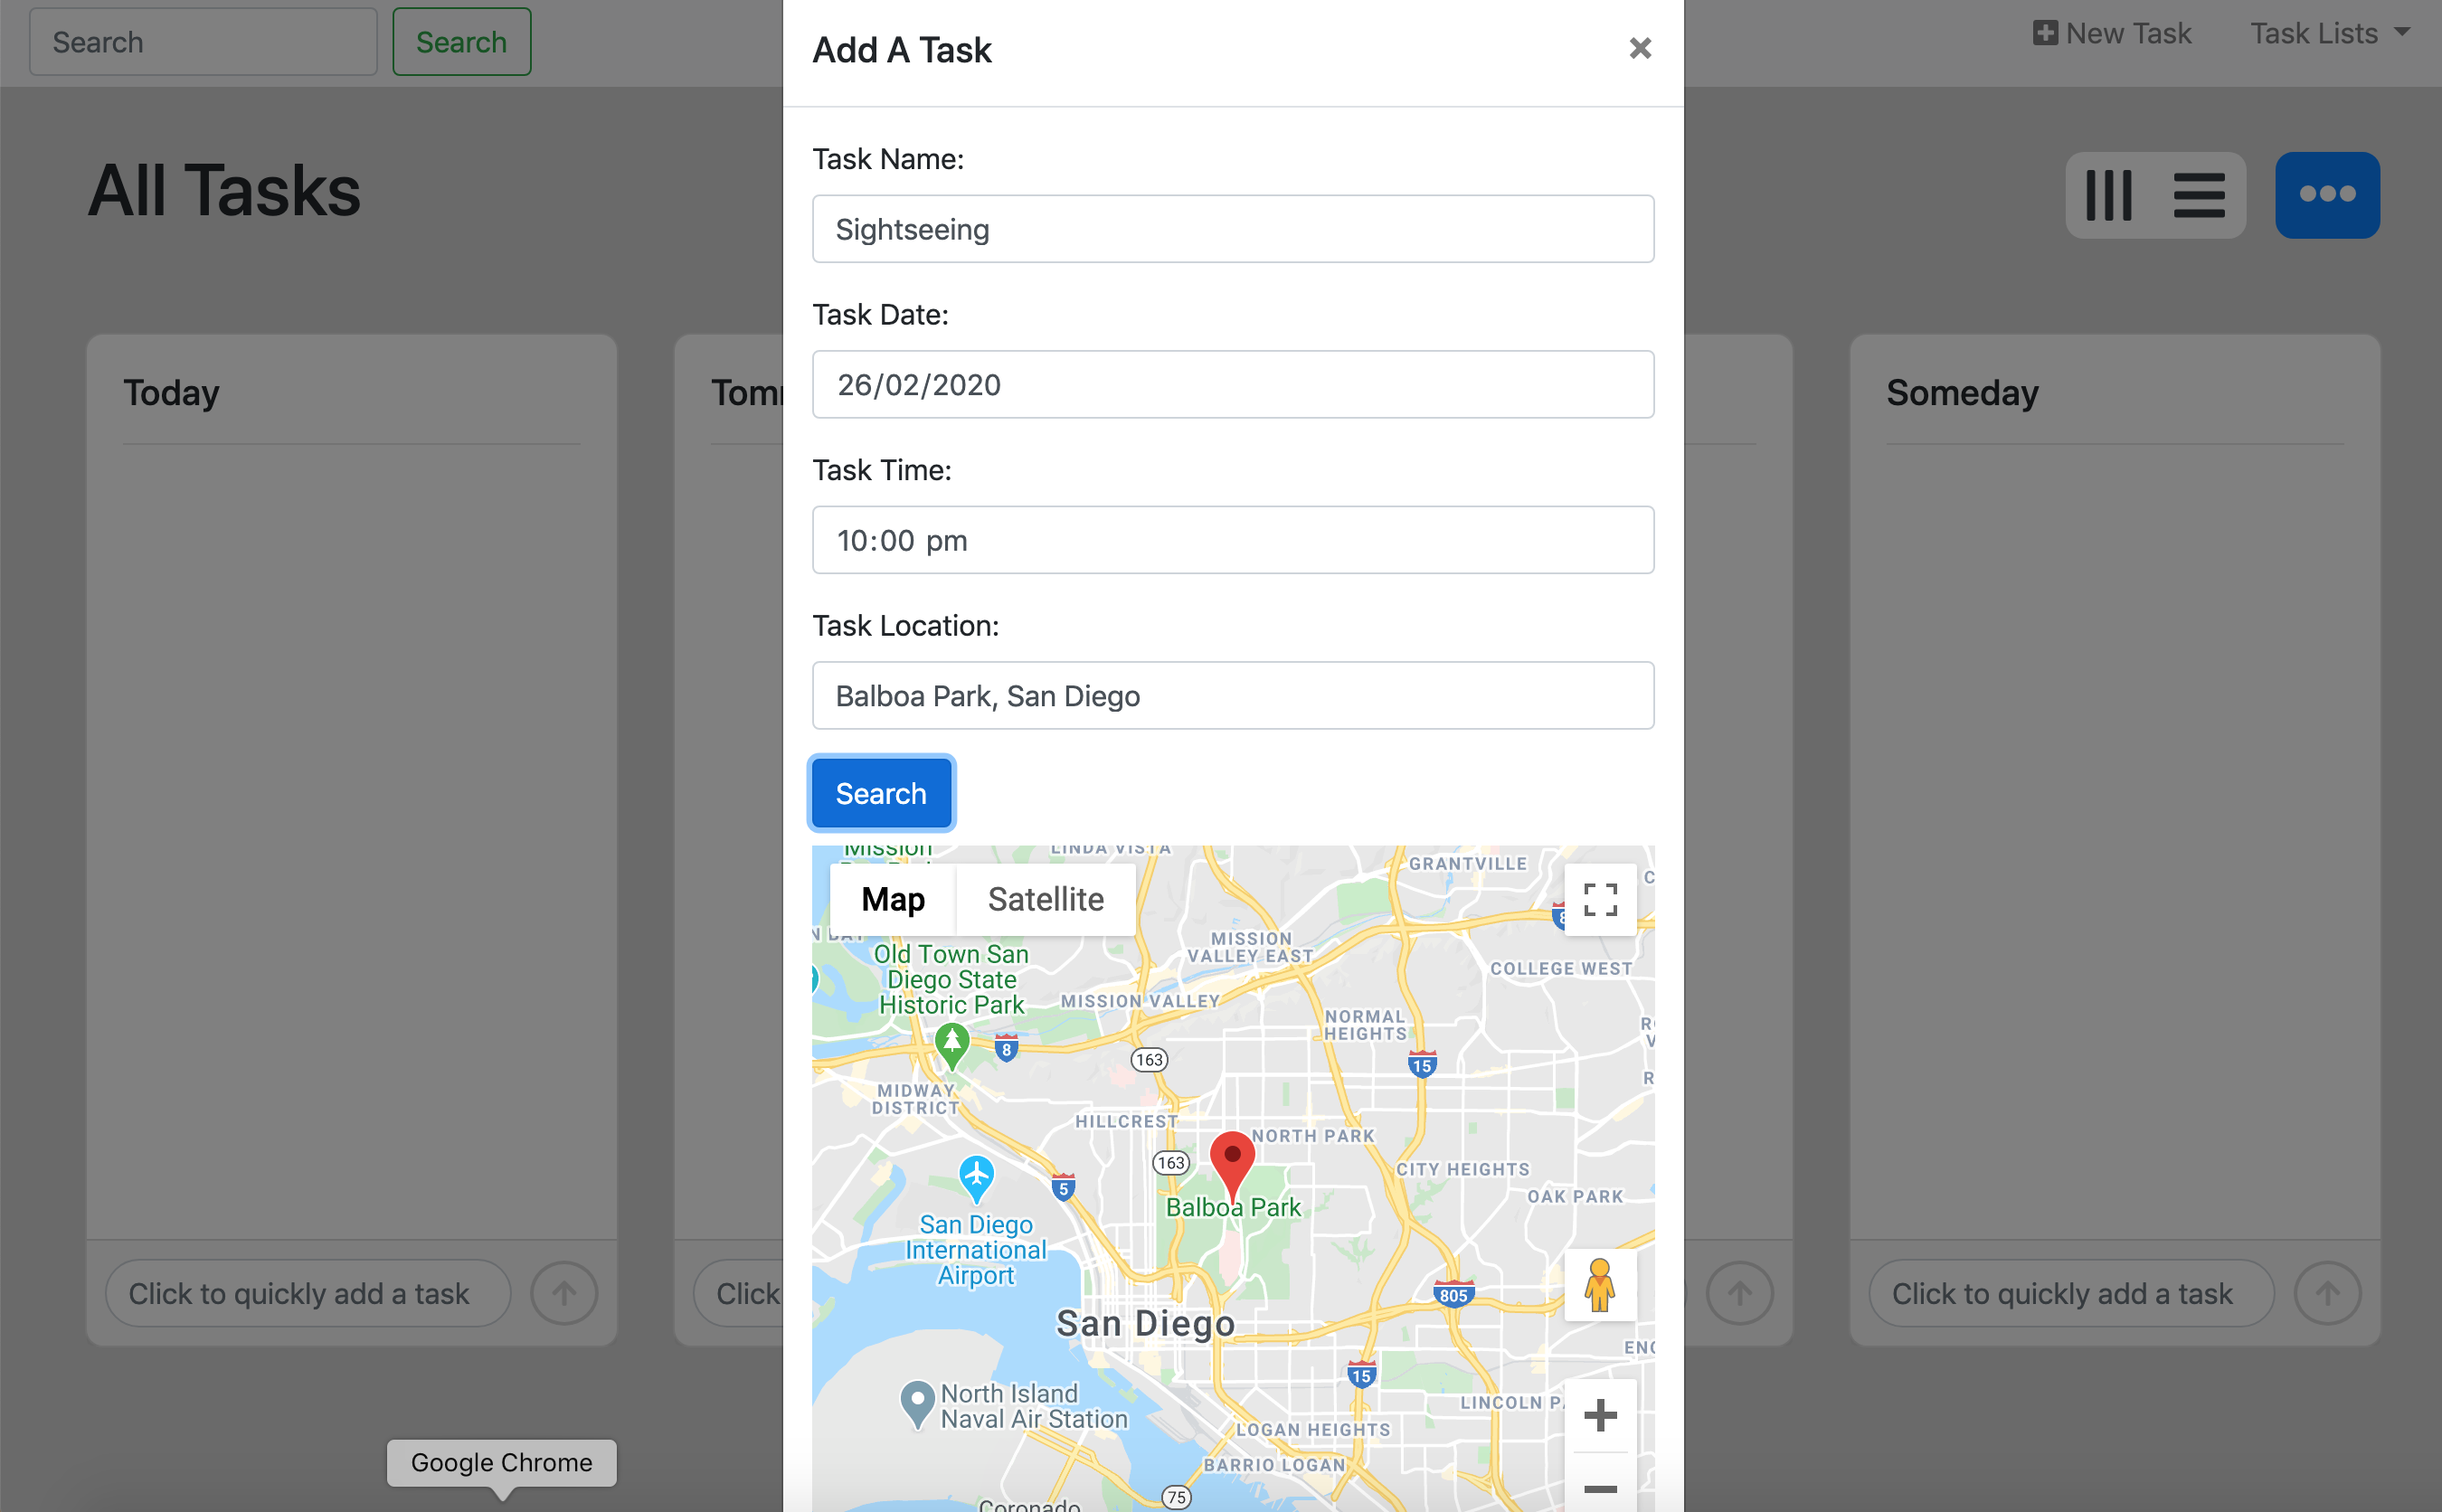 Search
Search
Add A Task
×
New Task
Task Lists
All Tasks
Task Name:
Sightseeing
Task Date:
26/02/2020
Task Time:
10:00 pm
Task Location:
Balboa Park, San Diego
Search
Today
Someday
Click to quickly add a task
Click to quickly add a task
Map
Satellite
Mission
LINDA VISTA
GRANTVILLE
MISSION
VALLEY EAST
COLLEGE WEST
Old Town San
Diego State
Historic Park
MISSION VALLEY
NORMAL
HEIGHTS
8
163
15
MIDWAY
DISTRICT
HILLCREST
NORTH PARK
163
CITY HEIGHTS
5
OAK PARK
Balboa Park
San Diego
International
Airport
805
San Diego
15
North Island
Naval Air Station
LINCOLN
LOGAN HEIGHTS
BARRIO LOGAN
75
Coronado
Click
Google Chrome